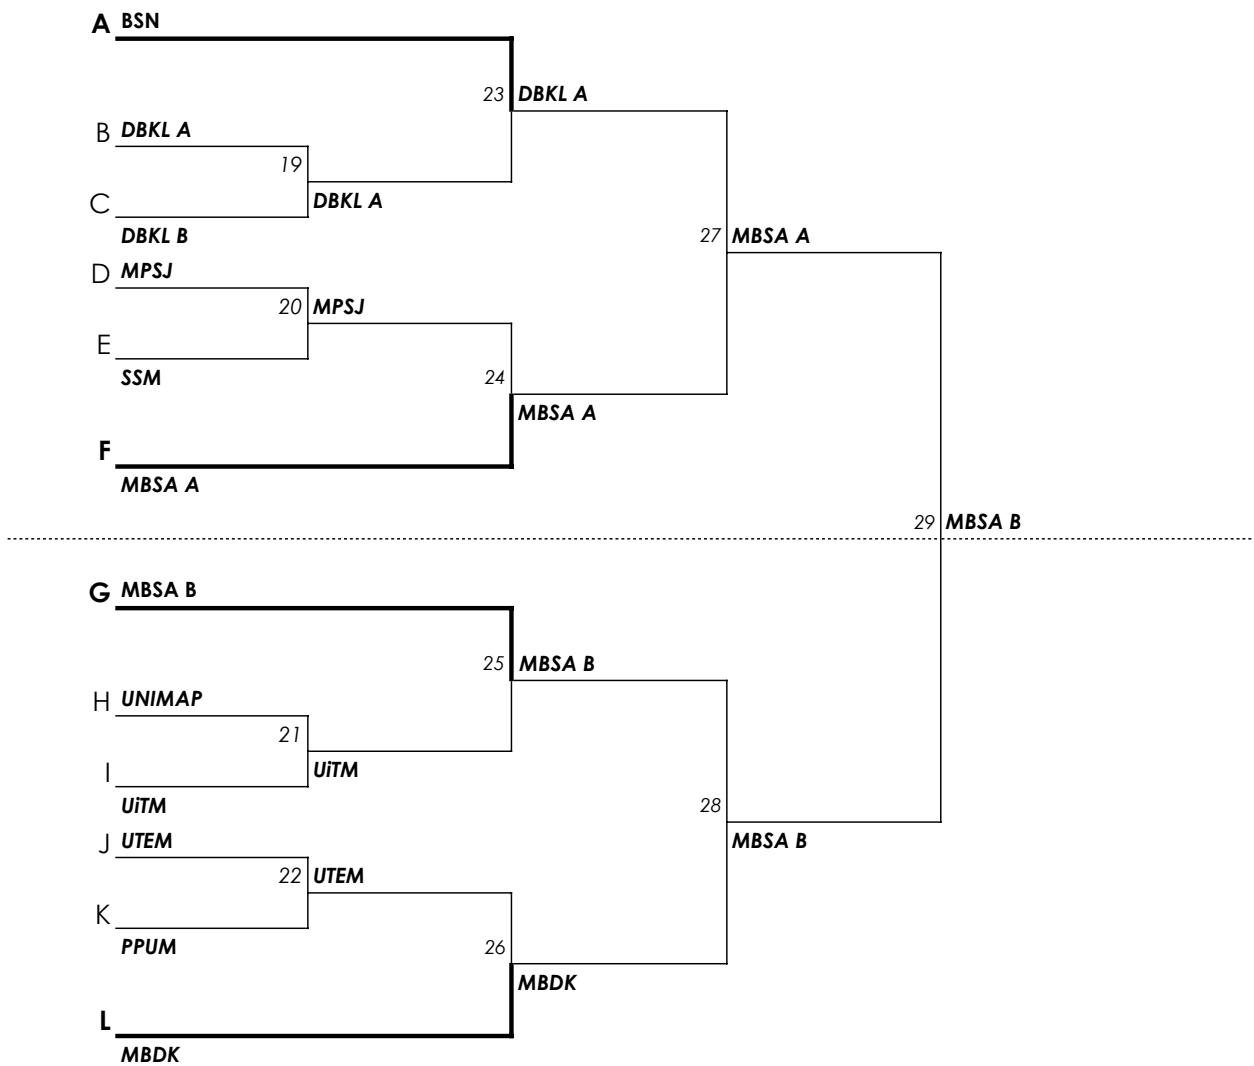 A BSN
23 DBKL A
B DBKL A
19
C
DBKL A
DBKL B
27 MBSA A
D MPSJ
20 MPSJ
E
SSM
24
MBSA A
F
MBSA A
29 MBSA B
G MBSA B
25 MBSA B
H UNIMAP
21
I
UiTM
UiTM
28
J UTEM
MBSA B
22 UTEM
K
PPUM
26
MBDK
L
MBDK